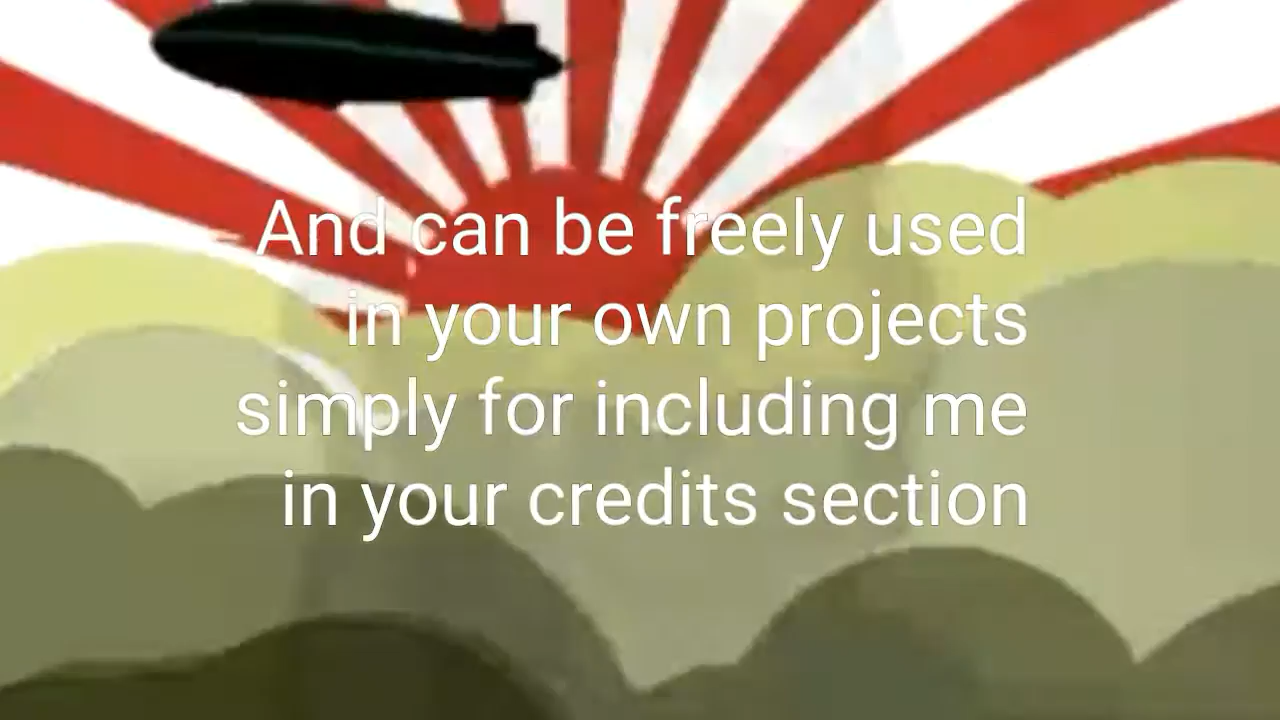 And can be freely used
in your own projects
simply for including me
in your credits section